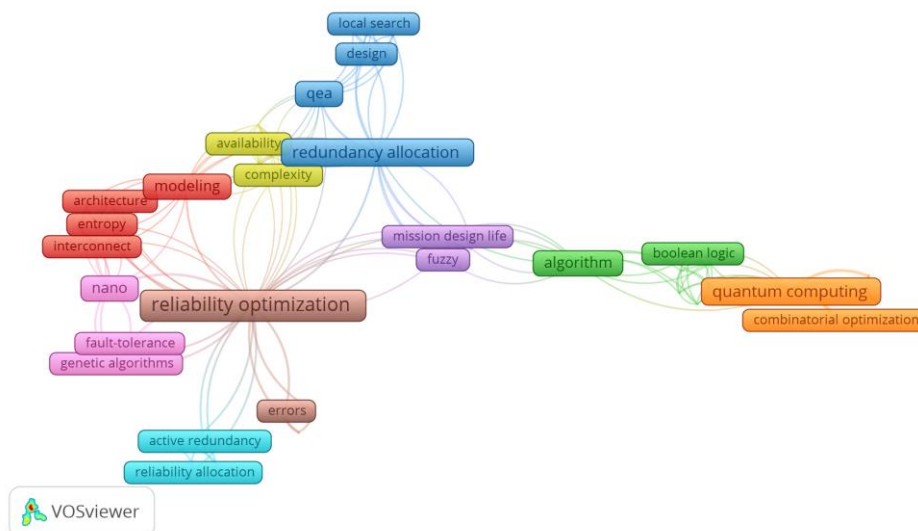 local search
design
qea
availability
redundancy allocation
complexity
modeling
architecture
entropy
interconnect
mission design life
fuzzy
algorithm
boolean logic
nano
reliability optimization
quantum computing
combinatorial optimization
fault-tolerance
genetic algorithms
errors
active redundancy
reliability allocation
VOSviewer